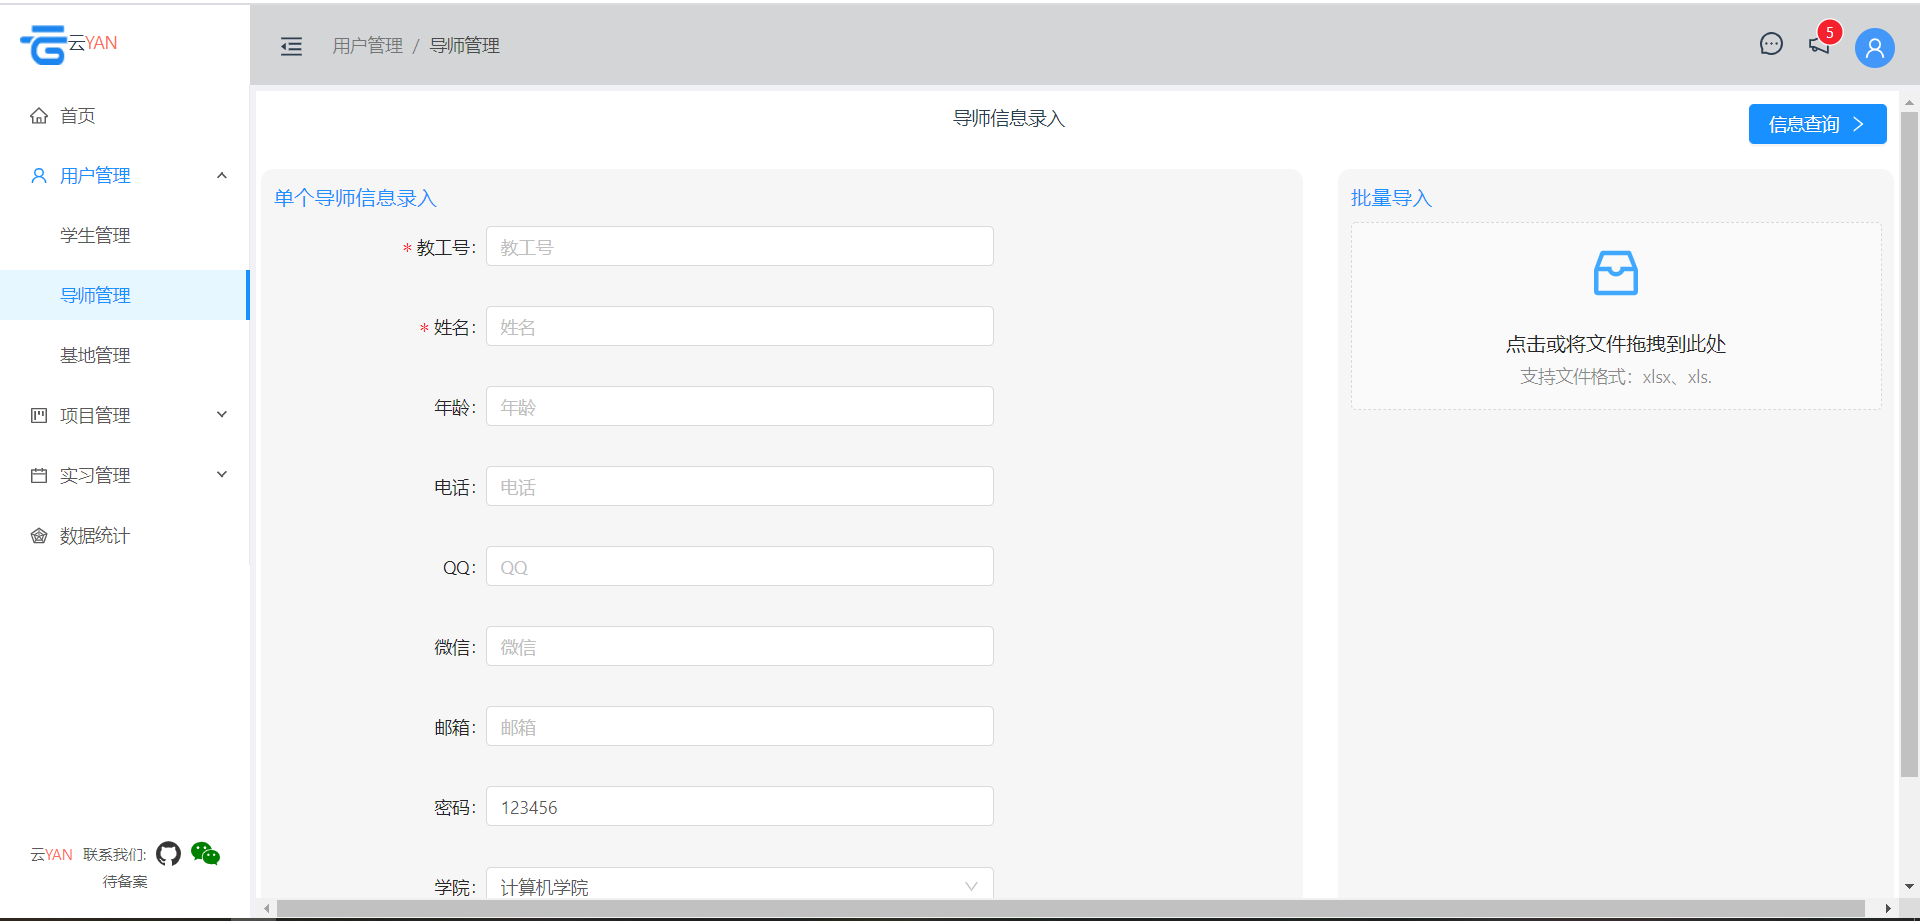 云YAN
首页
用户管理
学生管理
导师管理
基地管理
项目管理
实习管理
数据统计
云YAN 联系我们:
待备案
用户管理 / 导师管理
5
导师信息录入
信息查询
单个导师信息录入
* 教工号: 教工号
* 姓名: 姓名
年龄: 年龄
电话: 电话
QQ: QQ
微信: 微信
邮箱: 邮箱
密码: 123456
学院: 计算机学院
批量导入
点击或将文件拖拽到此处
支持文件格式：xlsx、xls.